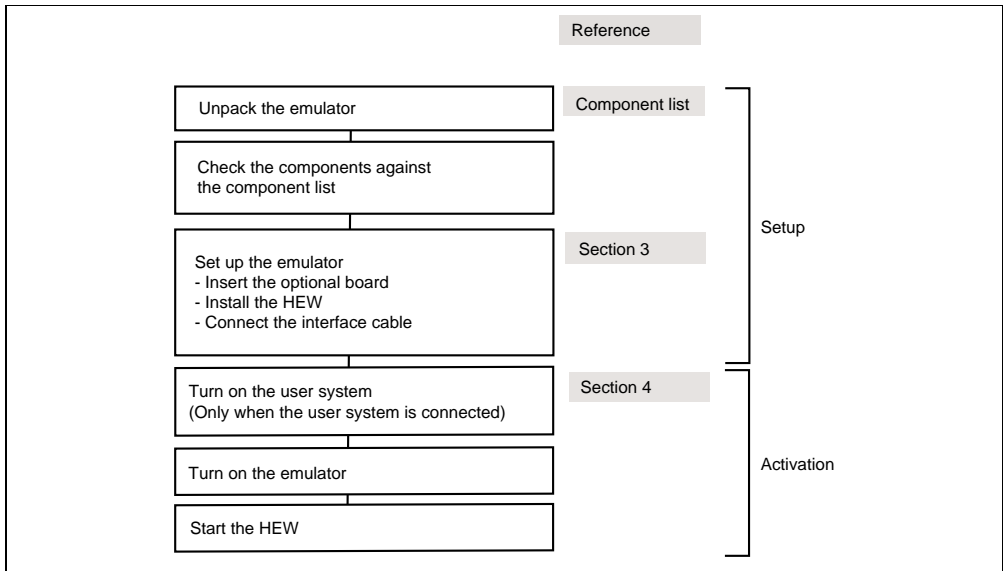 Reference
Unpack the emulator
Component list
Check the components against
the component list
Set up the emulator
- Insert the optional board
- Install the HEW
- Connect the interface cable
Section 3
Setup
Turn on the user system
(Only when the user system is connected)
Section 4
Turn on the emulator
Activation
Start the HEW